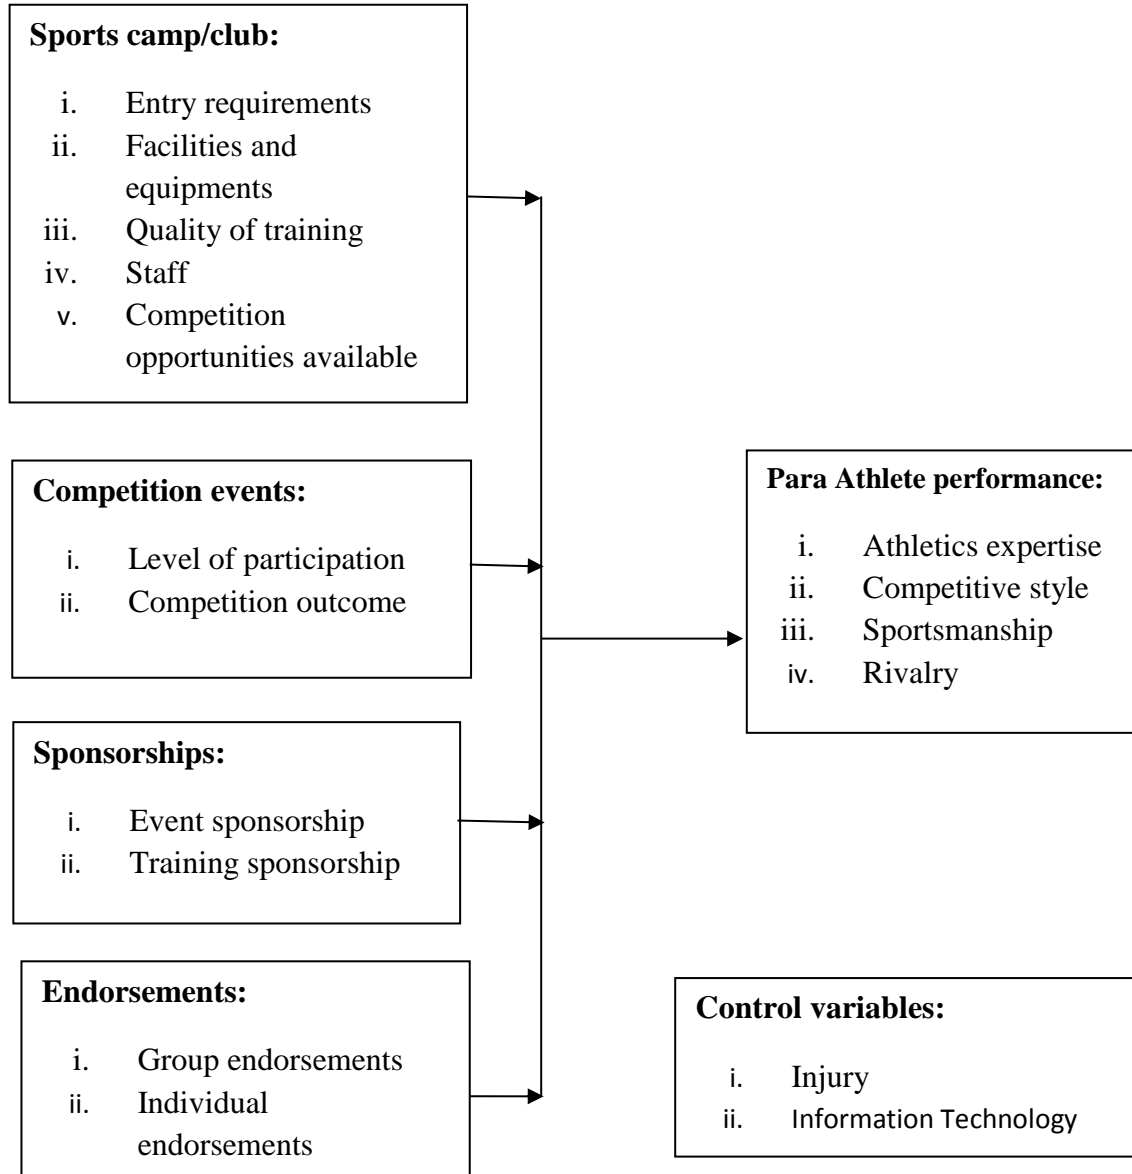 Sports camp/club:
i. Entry requirements
ii. Facilities and
equipments
iii. Quality of training
iv. Staff
v. Competition
opportunities available
Competition events:
i. Level of participation
ii. Competition outcome
Sponsorships:
i. Event sponsorship
ii. Training sponsorship
Endorsements:
i. Group endorsements
ii. Individual
endorsements
Para Athlete performance:
i. Athletics expertise
ii. Competitive style
iii. Sportsmanship
iv. Rivalry
Control variables:
i. Injury
ii. Information Technology